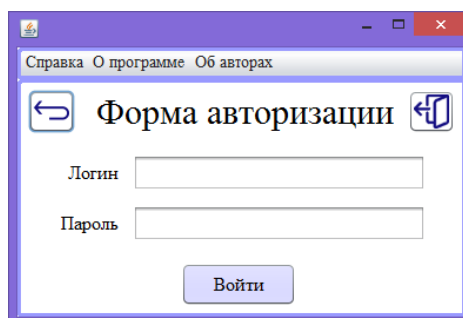 Справка О программе Об авторах
Форма авторизации
Логин
Пароль
Войти